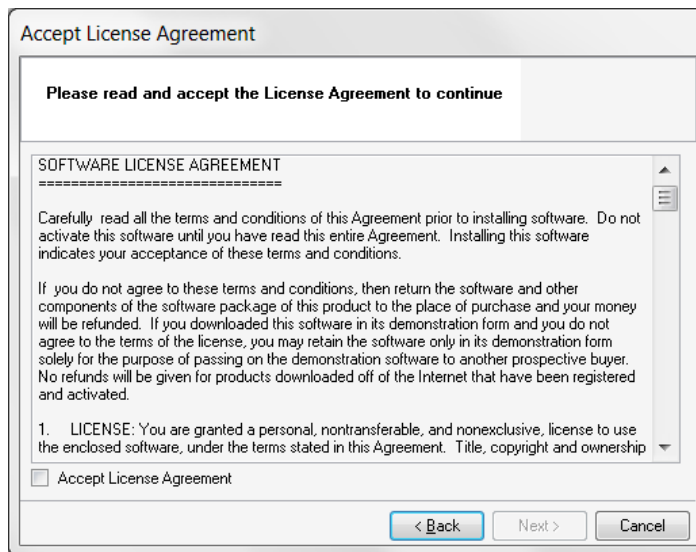 Accept License Agreement
Please read and accept the License Agreement to continue
SOFTWARE LICENSE AGREEMENT
==============================
Carefully  read all the terms and conditions of this Agreement prior to installing software.  Do not
activate this software until you have read this entire Agreement.  Installing this software
indicates your acceptance of these terms and conditions.
If  you do not agree to these terms and conditions, then return the software and other
components of the software package of this product to the place of purchase and your money
will be refunded.  If you downloaded this software in its demonstration form and you do not
agree to the terms of the license, you may retain the software only in its demonstration form
solely for the purpose of passing on the demonstration software to another prospective buyer.
No refunds will be given for products downloaded off of the Internet that have been registered
and activated.
1.    LICENSE: You are granted a personal, nontransferable, and nonexclusive, license to use
the enclosed software, under the terms stated in this Agreement.  Title, copyright and ownership
Accept License Agreement
< Back
Next >
Cancel